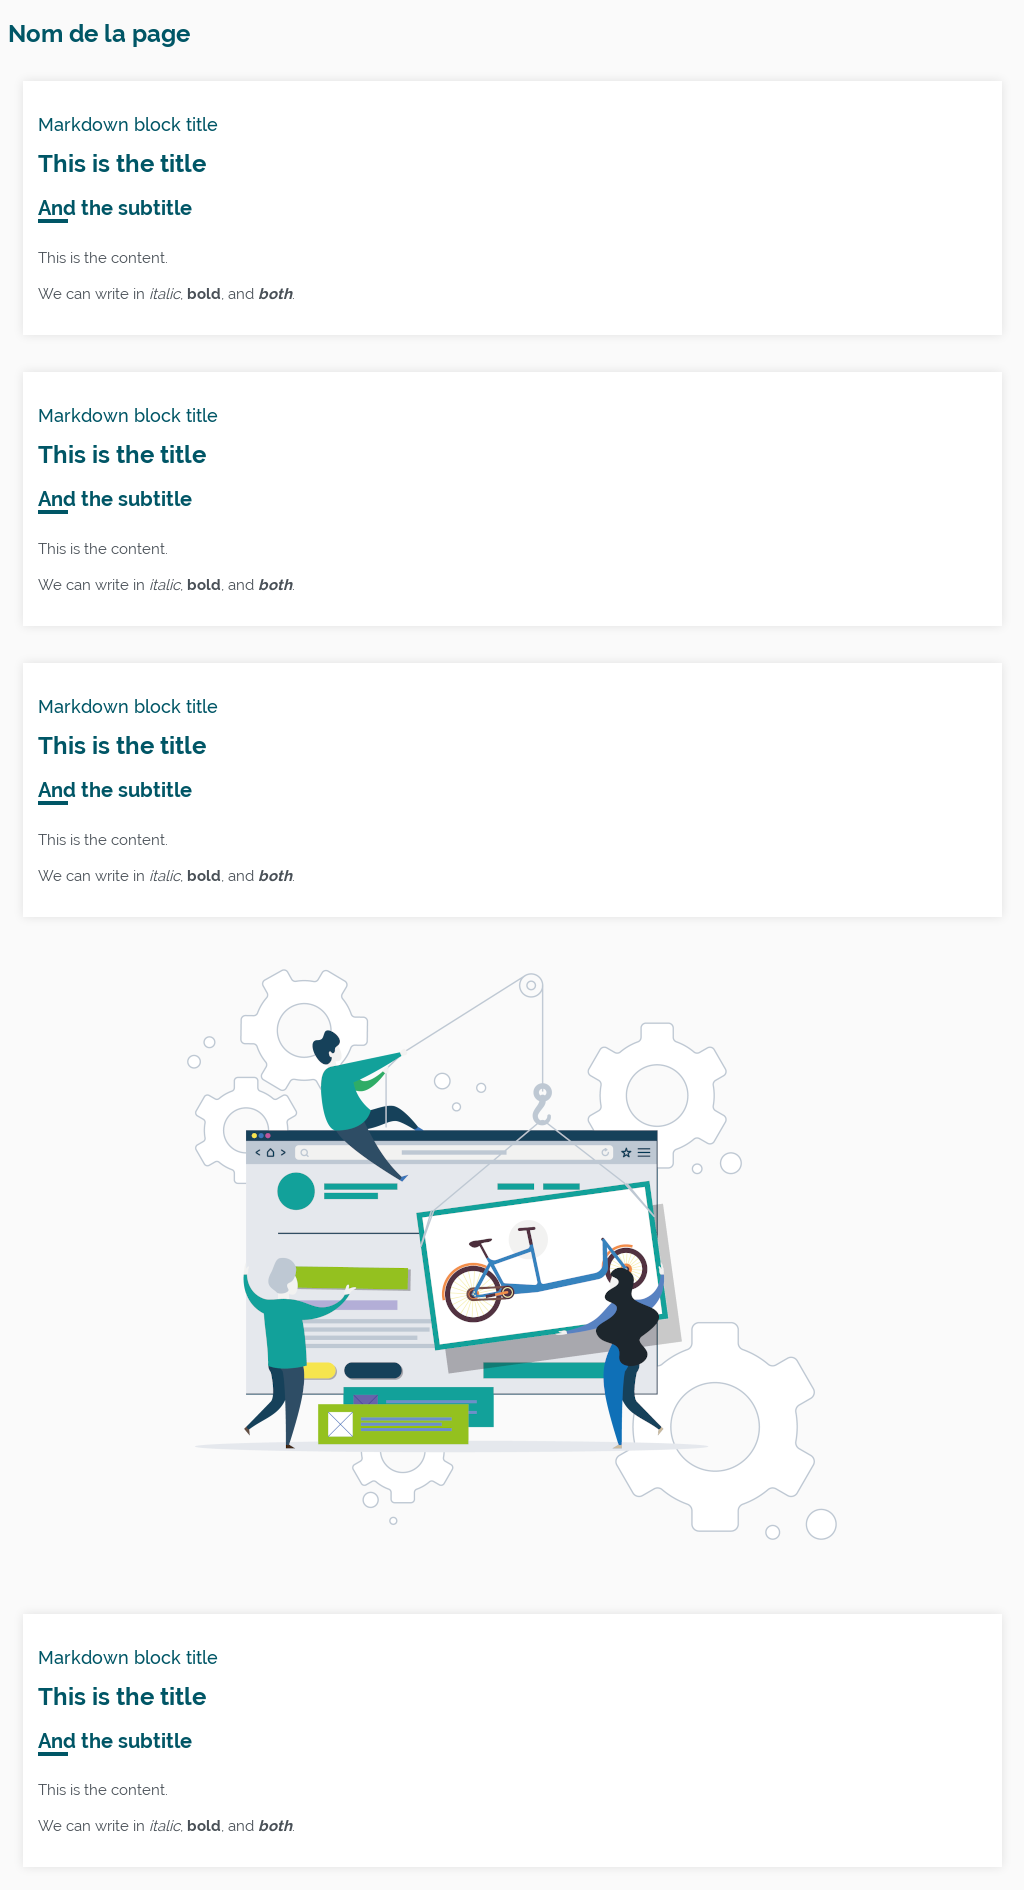 Nom de la page
Markdown block title
This is the title
And the subtitle
This is the content.
We can write in italic, bold, and both.
Markdown block title
This is the title
And the subtitle
This is the content.
We can write in italic, bold, and both.
Markdown block title
This is the title
And the subtitle
This is the content.
We can write in italic, bold, and both.
Markdown block title
This is the title
And the subtitle
This is the content.
We can write in italic, bold, and both.